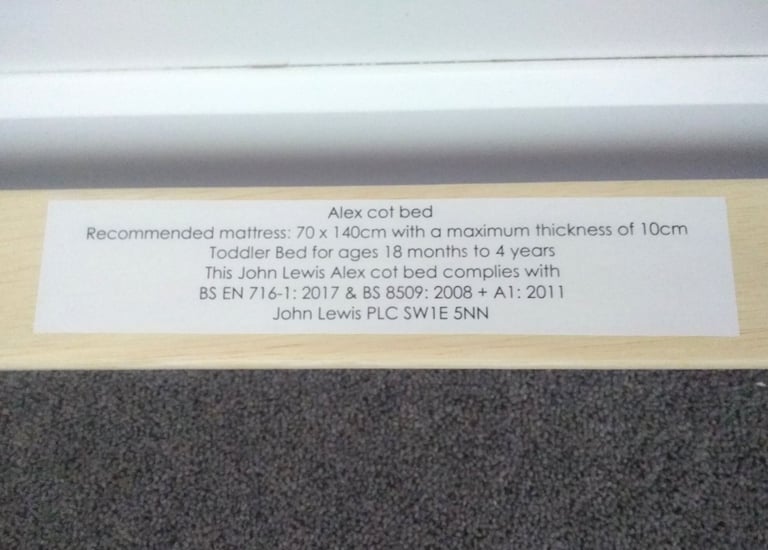 Alex cot bed
Recommended mattress: 70 x 140cm with a maximum thickness of 10cm
Toddler Bed for ages 18 months to 4 years
This John Lewis Alex cot bed complies with
BS EN 716-1: 2017 & BS 8509: 2008 + A1: 2011
John Lewis PLC SW1E 5NN